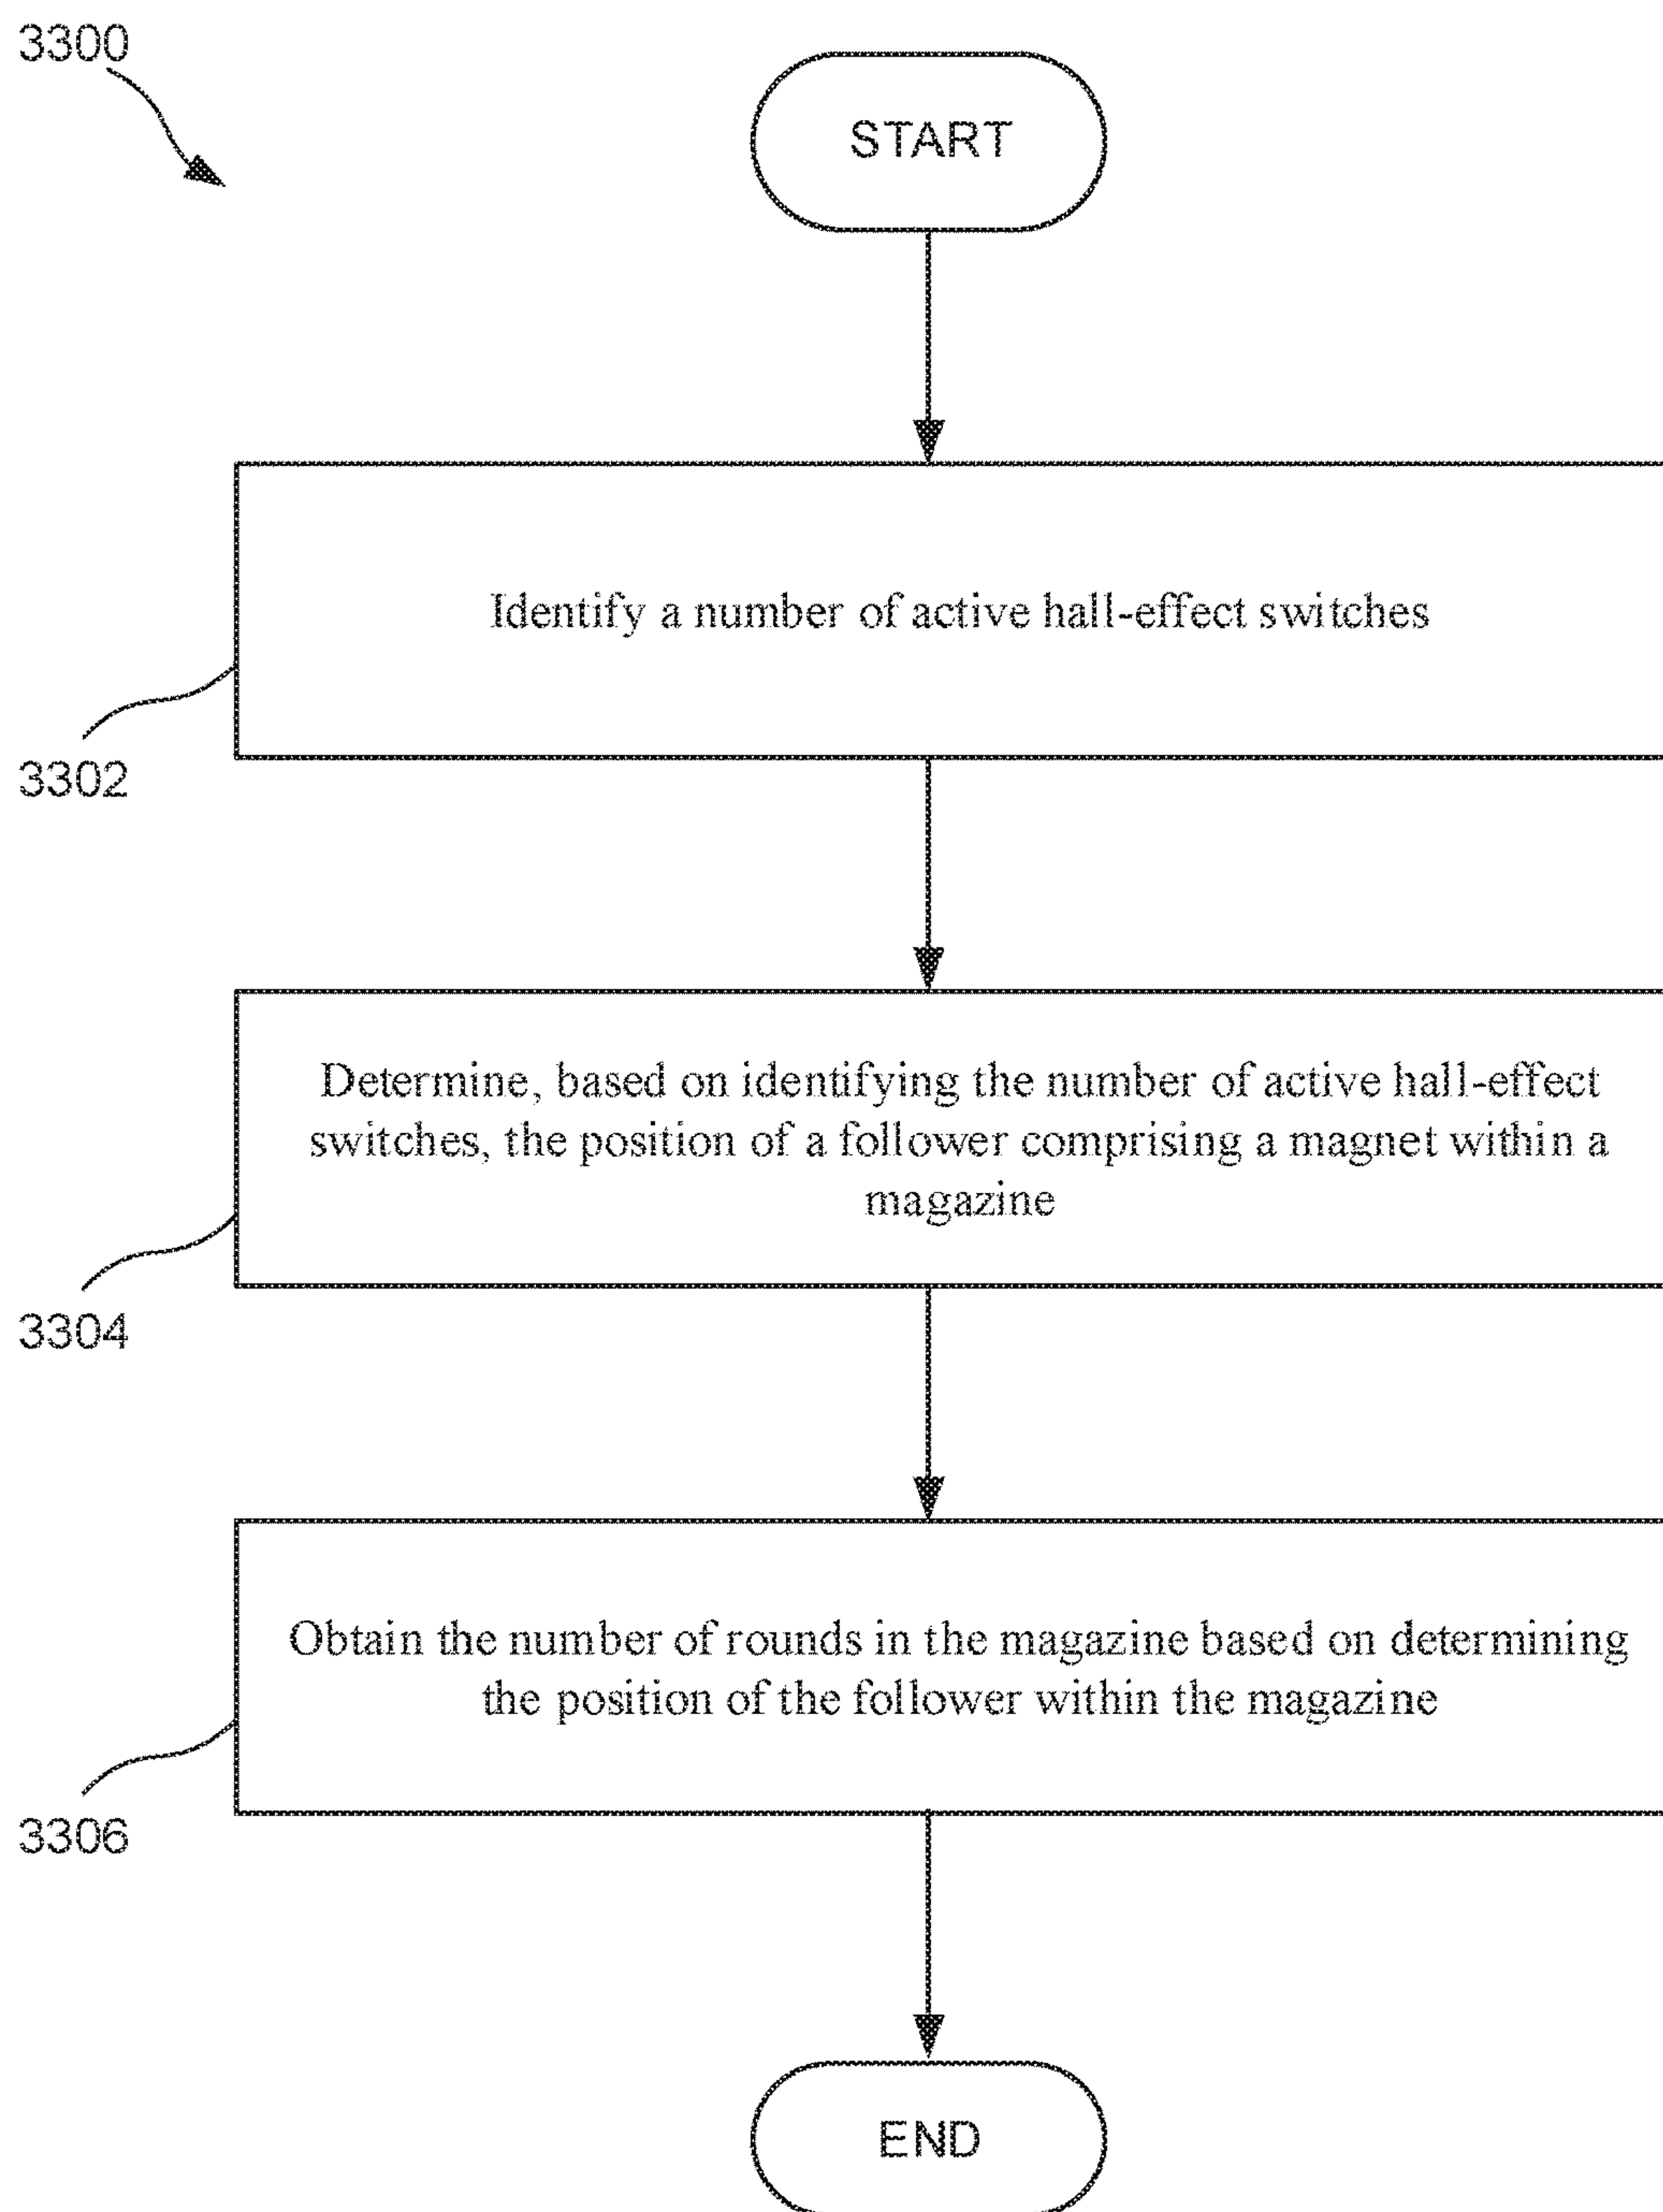 3300
START
Identify a number of active hall-effect switches
3302
Determine, based on identifying the number of active hall-effect
switches, the position of a follower comprising a magnet within a
magazine
3304
Obtain the number of rounds in the magazine based on determining
the position of the follower within the magazine
3306
END